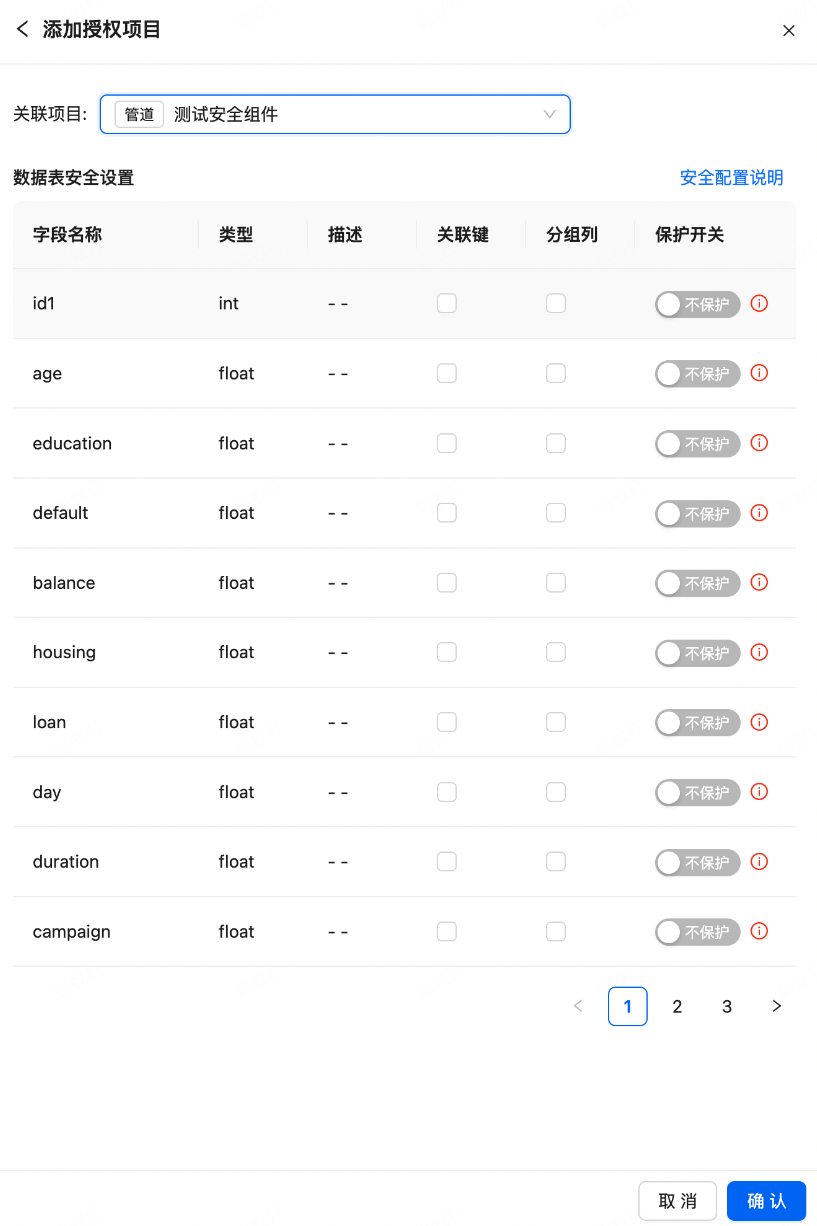 添加授权项目
关联项目: 管道 测试安全组件
数据表安全设置 安全配置说明
字段名称 类型 描述 关联键 分组列 保护开关
id1 int - - 不保护
age float - - 不保护
education float - - 不保护
default float - - 不保护
balance float - - 不保护
housing float - - 不保护
loan float - - 不保护
day float - - 不保护
duration float - - 不保护
campaign float - - 不保护
< 1 2 3 >
取 消 确 认